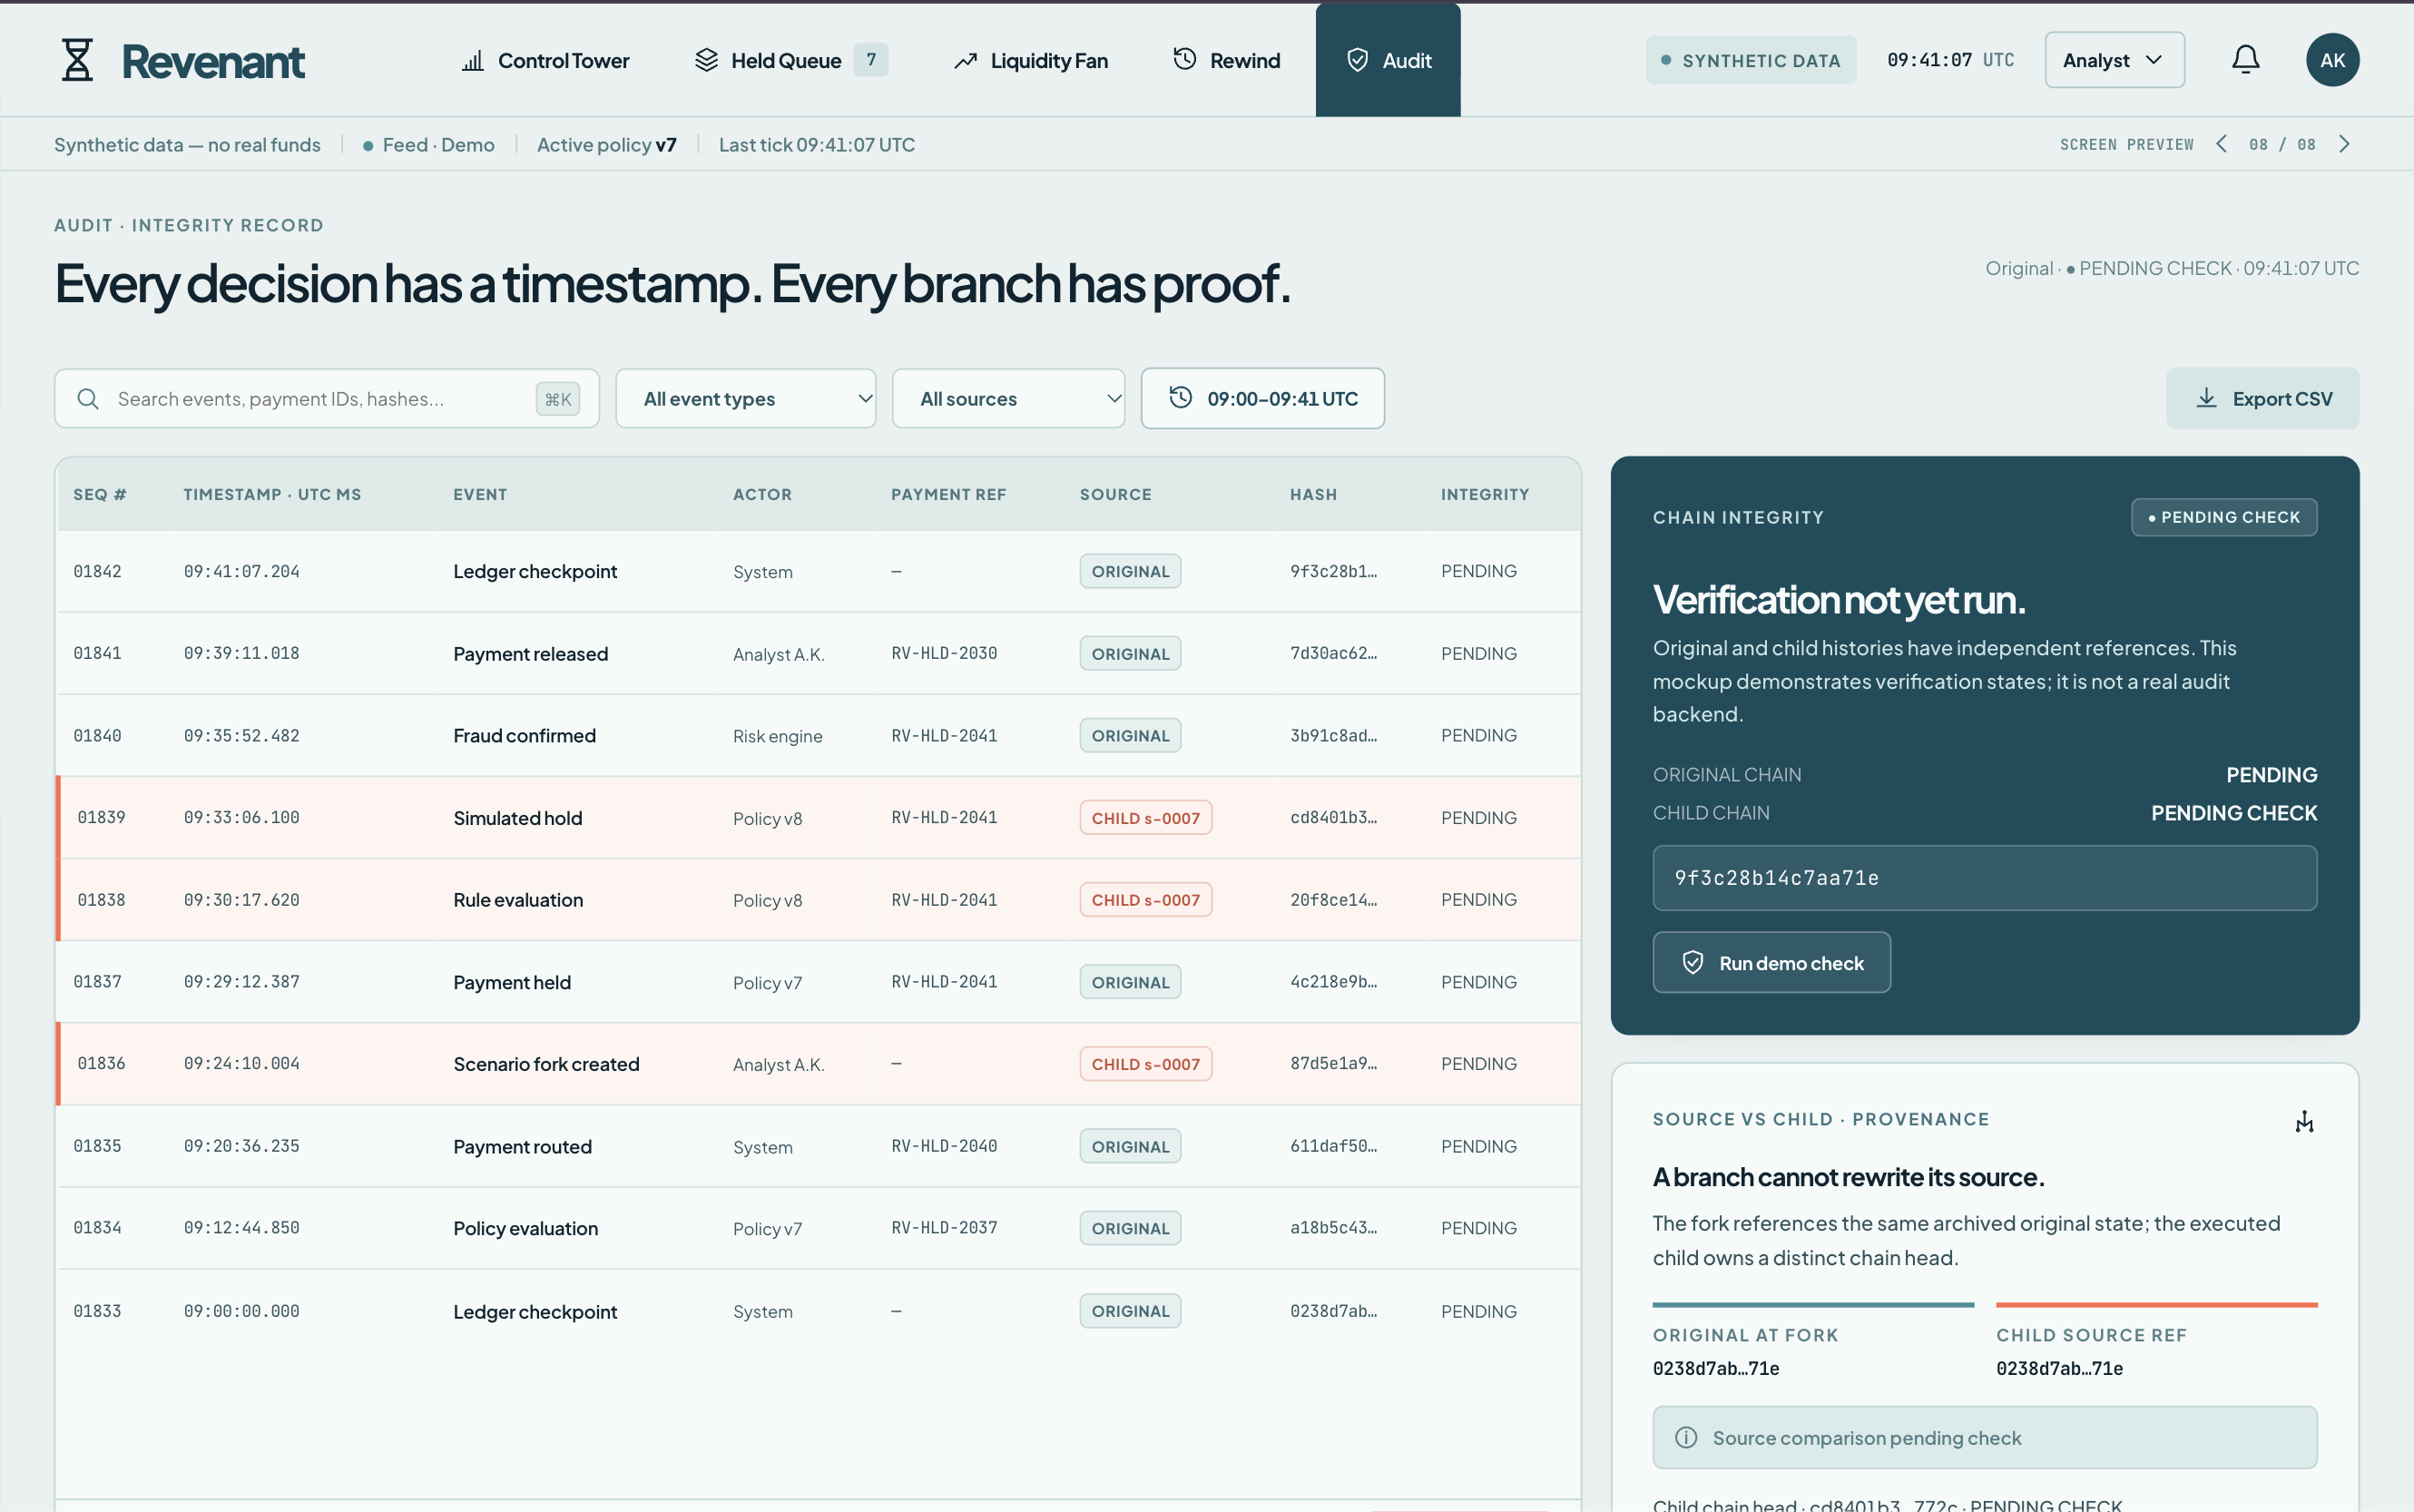 Revenant
Control Tower
Held Queue 7
Liquidity Fan
Rewind
Audit
SYNTHETIC DATA
09:41:07 UTC
Analyst
AK
Synthetic data — no real funds
Feed · Demo
Active policy v7
Last tick 09:41:07 UTC
SCREEN PREVIEW
08 / 08
AUDIT · INTEGRITY RECORD
Every decision has a timestamp. Every branch has proof.
Original · ● PENDING CHECK · 09:41:07 UTC
Search events, payment IDs, hashes...
⌘K
All event types
All sources
09:00–09:41 UTC
Export CSV
SEQ # TIMESTAMP · UTC MS EVENT ACTOR PAYMENT REF SOURCE HASH INTEGRITY
01842 09:41:07.204 Ledger checkpoint System — ORIGINAL 9f3c28b1… PENDING
01841 09:39:11.018 Payment released Analyst A.K. RV-HLD-2030 ORIGINAL 7d30ac62… PENDING
01840 09:35:52.482 Fraud confirmed Risk engine RV-HLD-2041 ORIGINAL 3b91c8ad… PENDING
01839 09:33:06.100 Simulated hold Policy v8 RV-HLD-2041 CHILD s-0007 cd8401b3… PENDING
01838 09:30:17.620 Rule evaluation Policy v8 RV-HLD-2041 CHILD s-0007 20f8ce14… PENDING
01837 09:29:12.387 Payment held Policy v7 RV-HLD-2041 ORIGINAL 4c218e9b… PENDING
01836 09:24:10.004 Scenario fork created Analyst A.K. — CHILD s-0007 87d5e1a9… PENDING
01835 09:20:36.235 Payment routed System RV-HLD-2040 ORIGINAL 611daf50… PENDING
01834 09:12:44.850 Policy evaluation Policy v7 RV-HLD-2037 ORIGINAL a18b5c43… PENDING
01833 09:00:00.000 Ledger checkpoint System — ORIGINAL 0238d7ab… PENDING
CHAIN INTEGRITY
● PENDING CHECK
Verification not yet run.
Original and child histories have independent references. This
mockup demonstrates verification states; it is not a real audit
backend.
ORIGINAL CHAIN PENDING
CHILD CHAIN PENDING CHECK
9f3c28b14c7aa71e
Run demo check
SOURCE VS CHILD · PROVENANCE
A branch cannot rewrite its source.
The fork references the same archived original state; the executed
child owns a distinct chain head.
ORIGINAL AT FORK
0238d7ab…71e
CHILD SOURCE REF
0238d7ab…71e
Source comparison pending check
Child chain head · cd8401b3…772c · PENDING CHECK